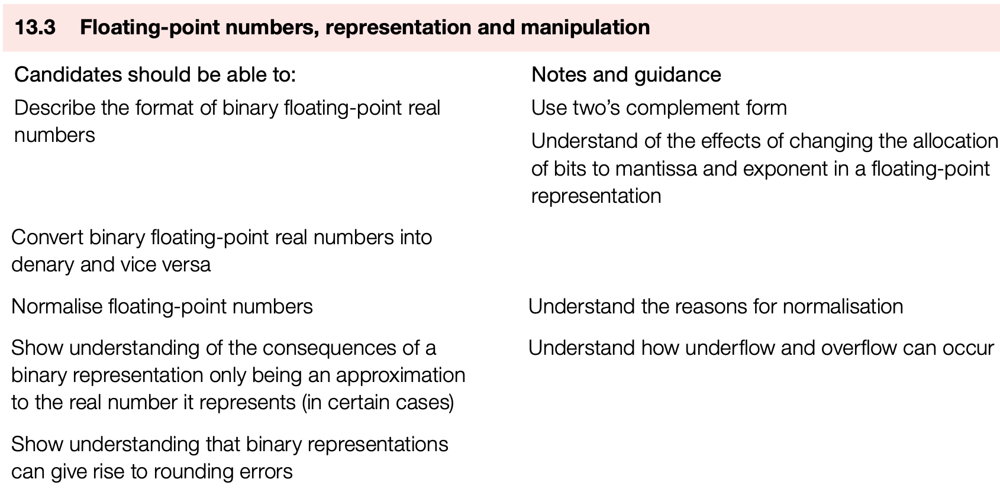 13.3 Floating-point numbers, representation and manipulation
Candidates should be able to:
Notes and guidance
Describe the format of binary floating-point real
numbers
Use two's complement form
Understand of the effects of changing the allocation
of bits to mantissa and exponent in a floating-point
representation
Convert binary floating-point real numbers into
denary and vice versa
Normalise floating-point numbers
Understand the reasons for normalisation
Show understanding of the consequences of a
binary representation only being an approximation
to the real number it represents (in certain cases)
Understand how underflow and overflow can occur
Show understanding that binary representations
can give rise to rounding errors